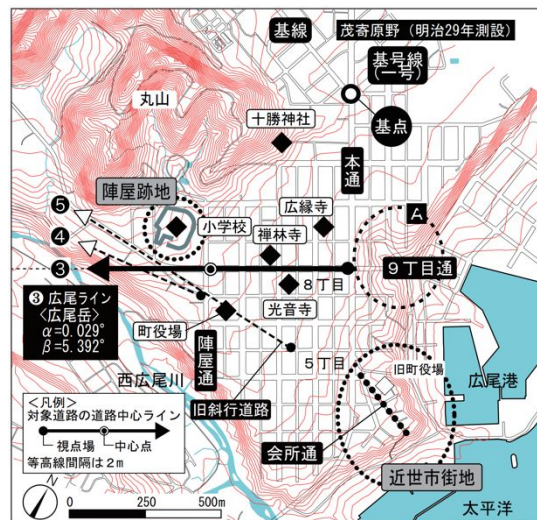 基線
茂寄原野（明治29年測設）
基号線
（一号）
丸山
十勝神社
基点
本通
陣屋跡地
小学校
広縁寺
禅林寺
A
❺
❹
❸
9丁目通
8丁目
光音寺
❸ 広尾ライン
〈広尾岳〉
α=0.029°
β=5.392°
町役場
陣屋通
5丁目
旧町役場
広尾港
西広尾川
旧斜行道路
会所通
近世市街地
太平洋
＜凡例＞
対象道路の道路中心ライン
視点場
中心点
等高線間隔は2m
N
0 250 500m